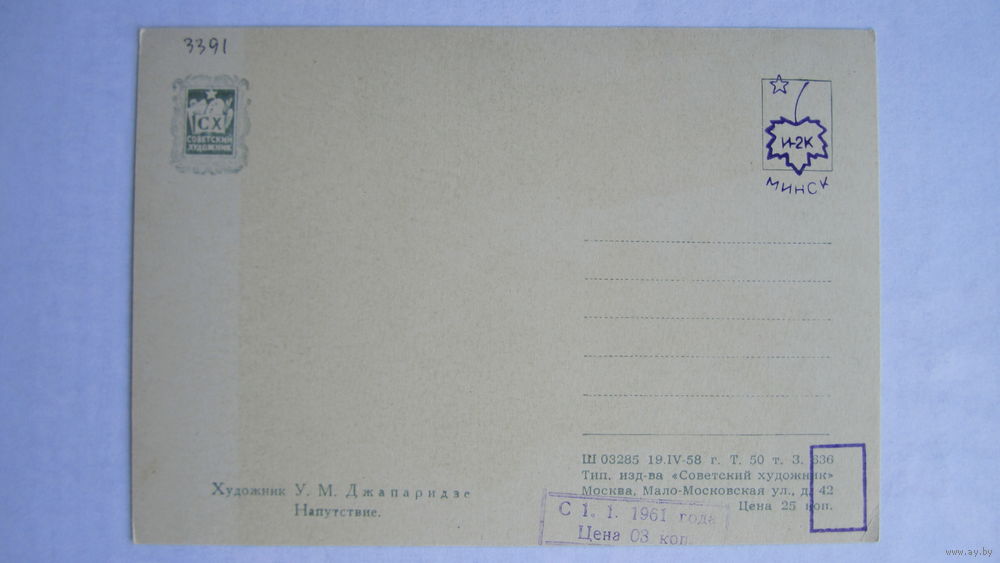 3391
СХ
СОВЕТСКИЙ
ХУДОЖНИК
И-2К
МИНСК
Ш 03285 19.IV-58 г. Т. 50 т. З. 636
Тип. изд-ва «Советский художник»
Москва, Мало-Московская ул., д. 42
Цена 25 коп.
Художник У. М. Джапаридзе
Напутствие.
С 1. 1. 1961 года
Цена 03 коп.
www.ay.by